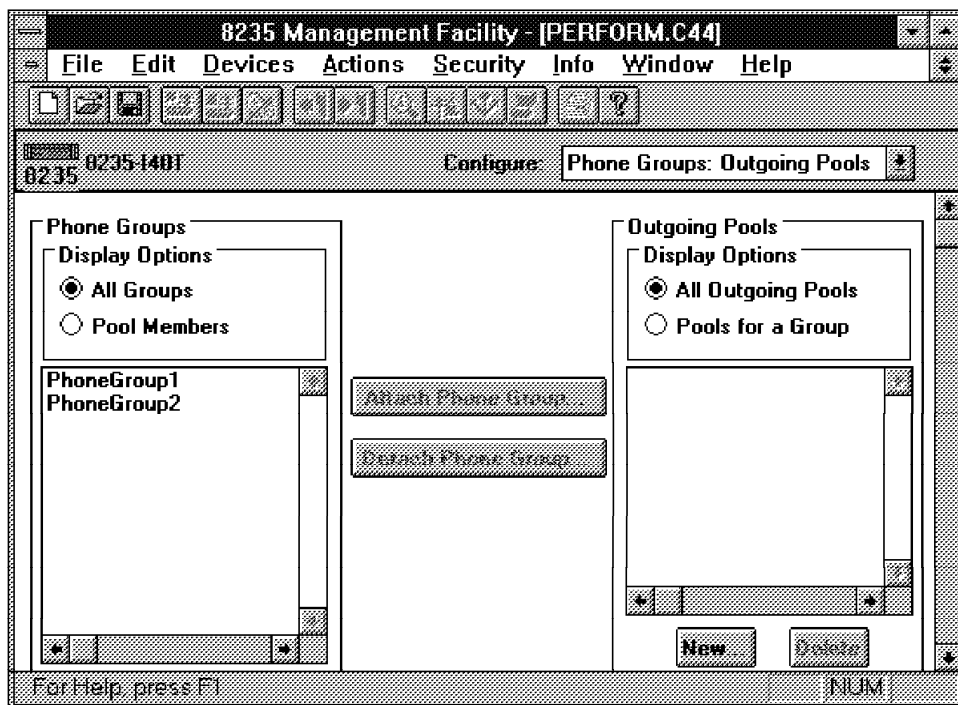 8235 Management Facility - [PERFORM.C44]
File Edit Devices Actions Security Info Window Help
8235 8235-I40T Configure: Phone Groups: Outgoing Pools
Phone Groups
Display Options
All Groups
Pool Members
PhoneGroup1
PhoneGroup2
Attach Phone Group...
Detach Phone Group...
Outgoing Pools
Display Options
All Outgoing Pools
Pools for a Group
New... Delete
For Help, press F1 NUM